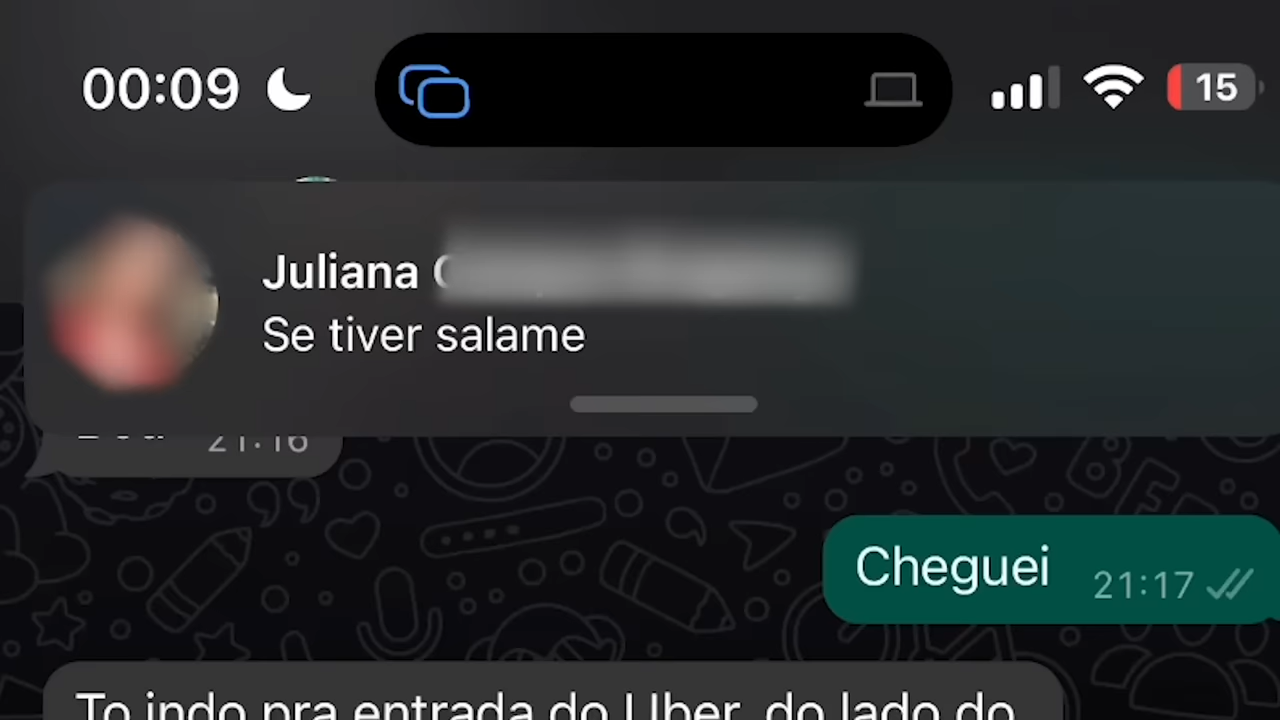 00:09
15
Juliana
Se tiver salame
21:16
Cheguei 21:17
To indo pra entrada do Uber, do lado do